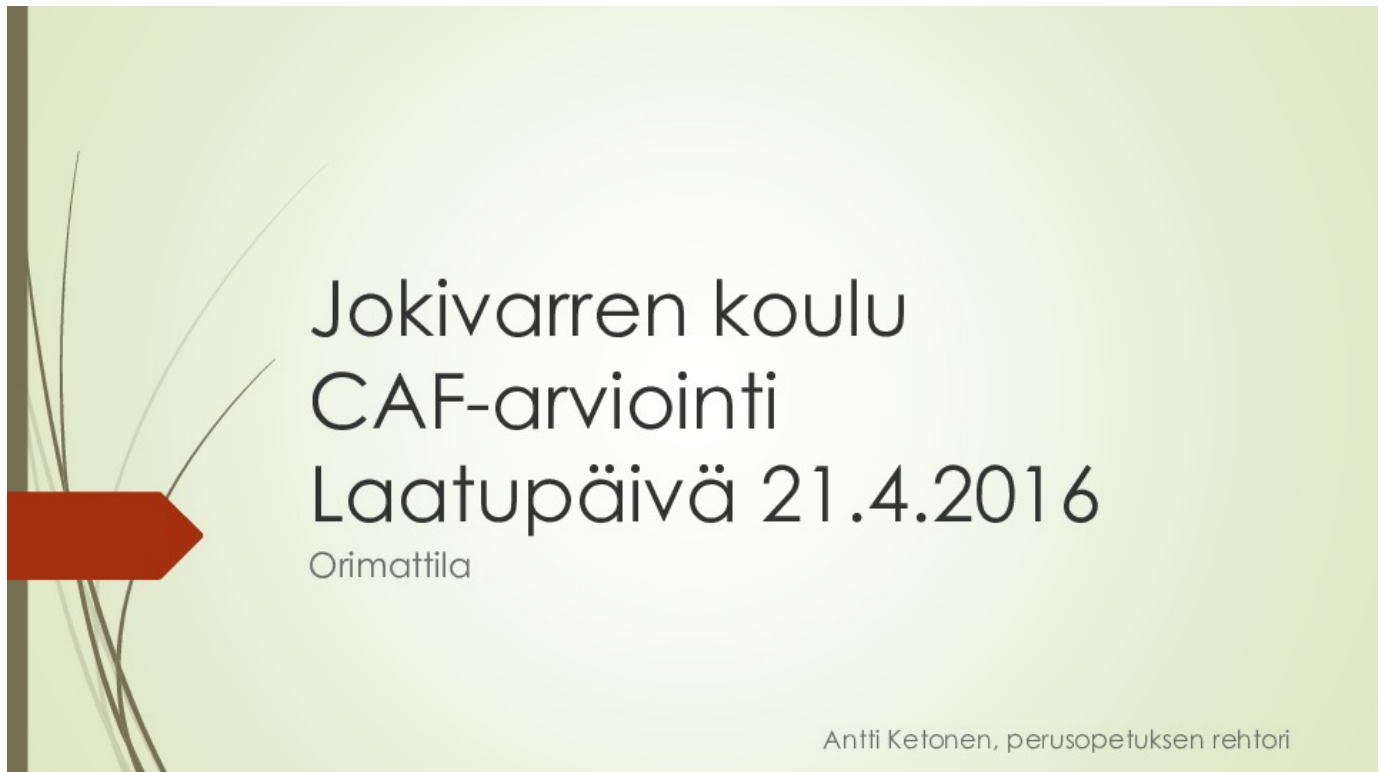 Jokivarren koulu
CAF-arviointi
Laatupäivä 21.4.2016
Orimattila
Antti Ketonen, perusopetuksen rehtori